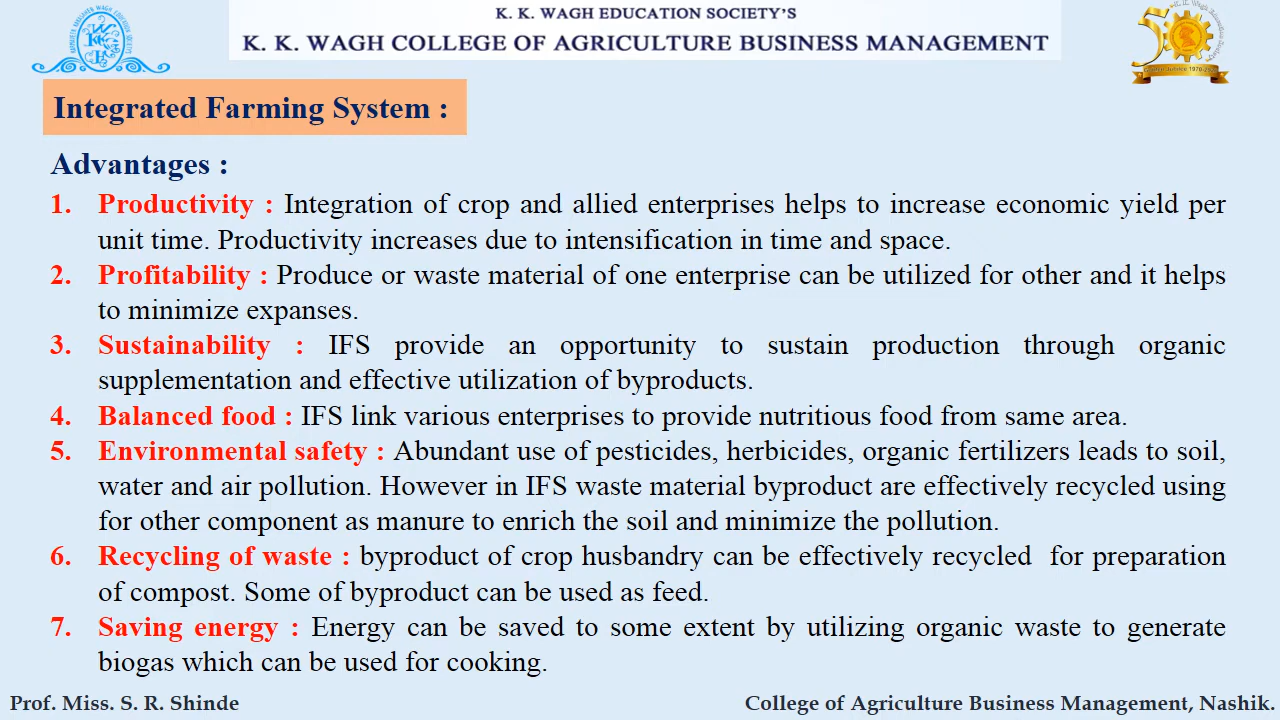 K. K. WAGH EDUCATION SOCIETY'S
K. K. WAGH COLLEGE OF AGRICULTURE BUSINESS MANAGEMENT
Integrated Farming System :
Advantages :
1. Productivity : Integration of crop and allied enterprises helps to increase economic yield per
unit time. Productivity increases due to intensification in time and space.
2. Profitability : Produce or waste material of one enterprise can be utilized for other and it helps
to minimize expanses.
3. Sustainability : IFS provide an opportunity to sustain production through organic
supplementation and effective utilization of byproducts.
4. Balanced food : IFS link various enterprises to provide nutritious food from same area.
5. Environmental safety : Abundant use of pesticides, herbicides, organic fertilizers leads to soil,
water and air pollution. However in IFS waste material byproduct are effectively recycled using
for other component as manure to enrich the soil and minimize the pollution.
6. Recycling of waste : byproduct of crop husbandry can be effectively recycled for preparation
of compost. Some of byproduct can be used as feed.
7. Saving energy : Energy can be saved to some extent by utilizing organic waste to generate
biogas which can be used for cooking.
Prof. Miss. S. R. Shinde
College of Agriculture Business Management, Nashik.